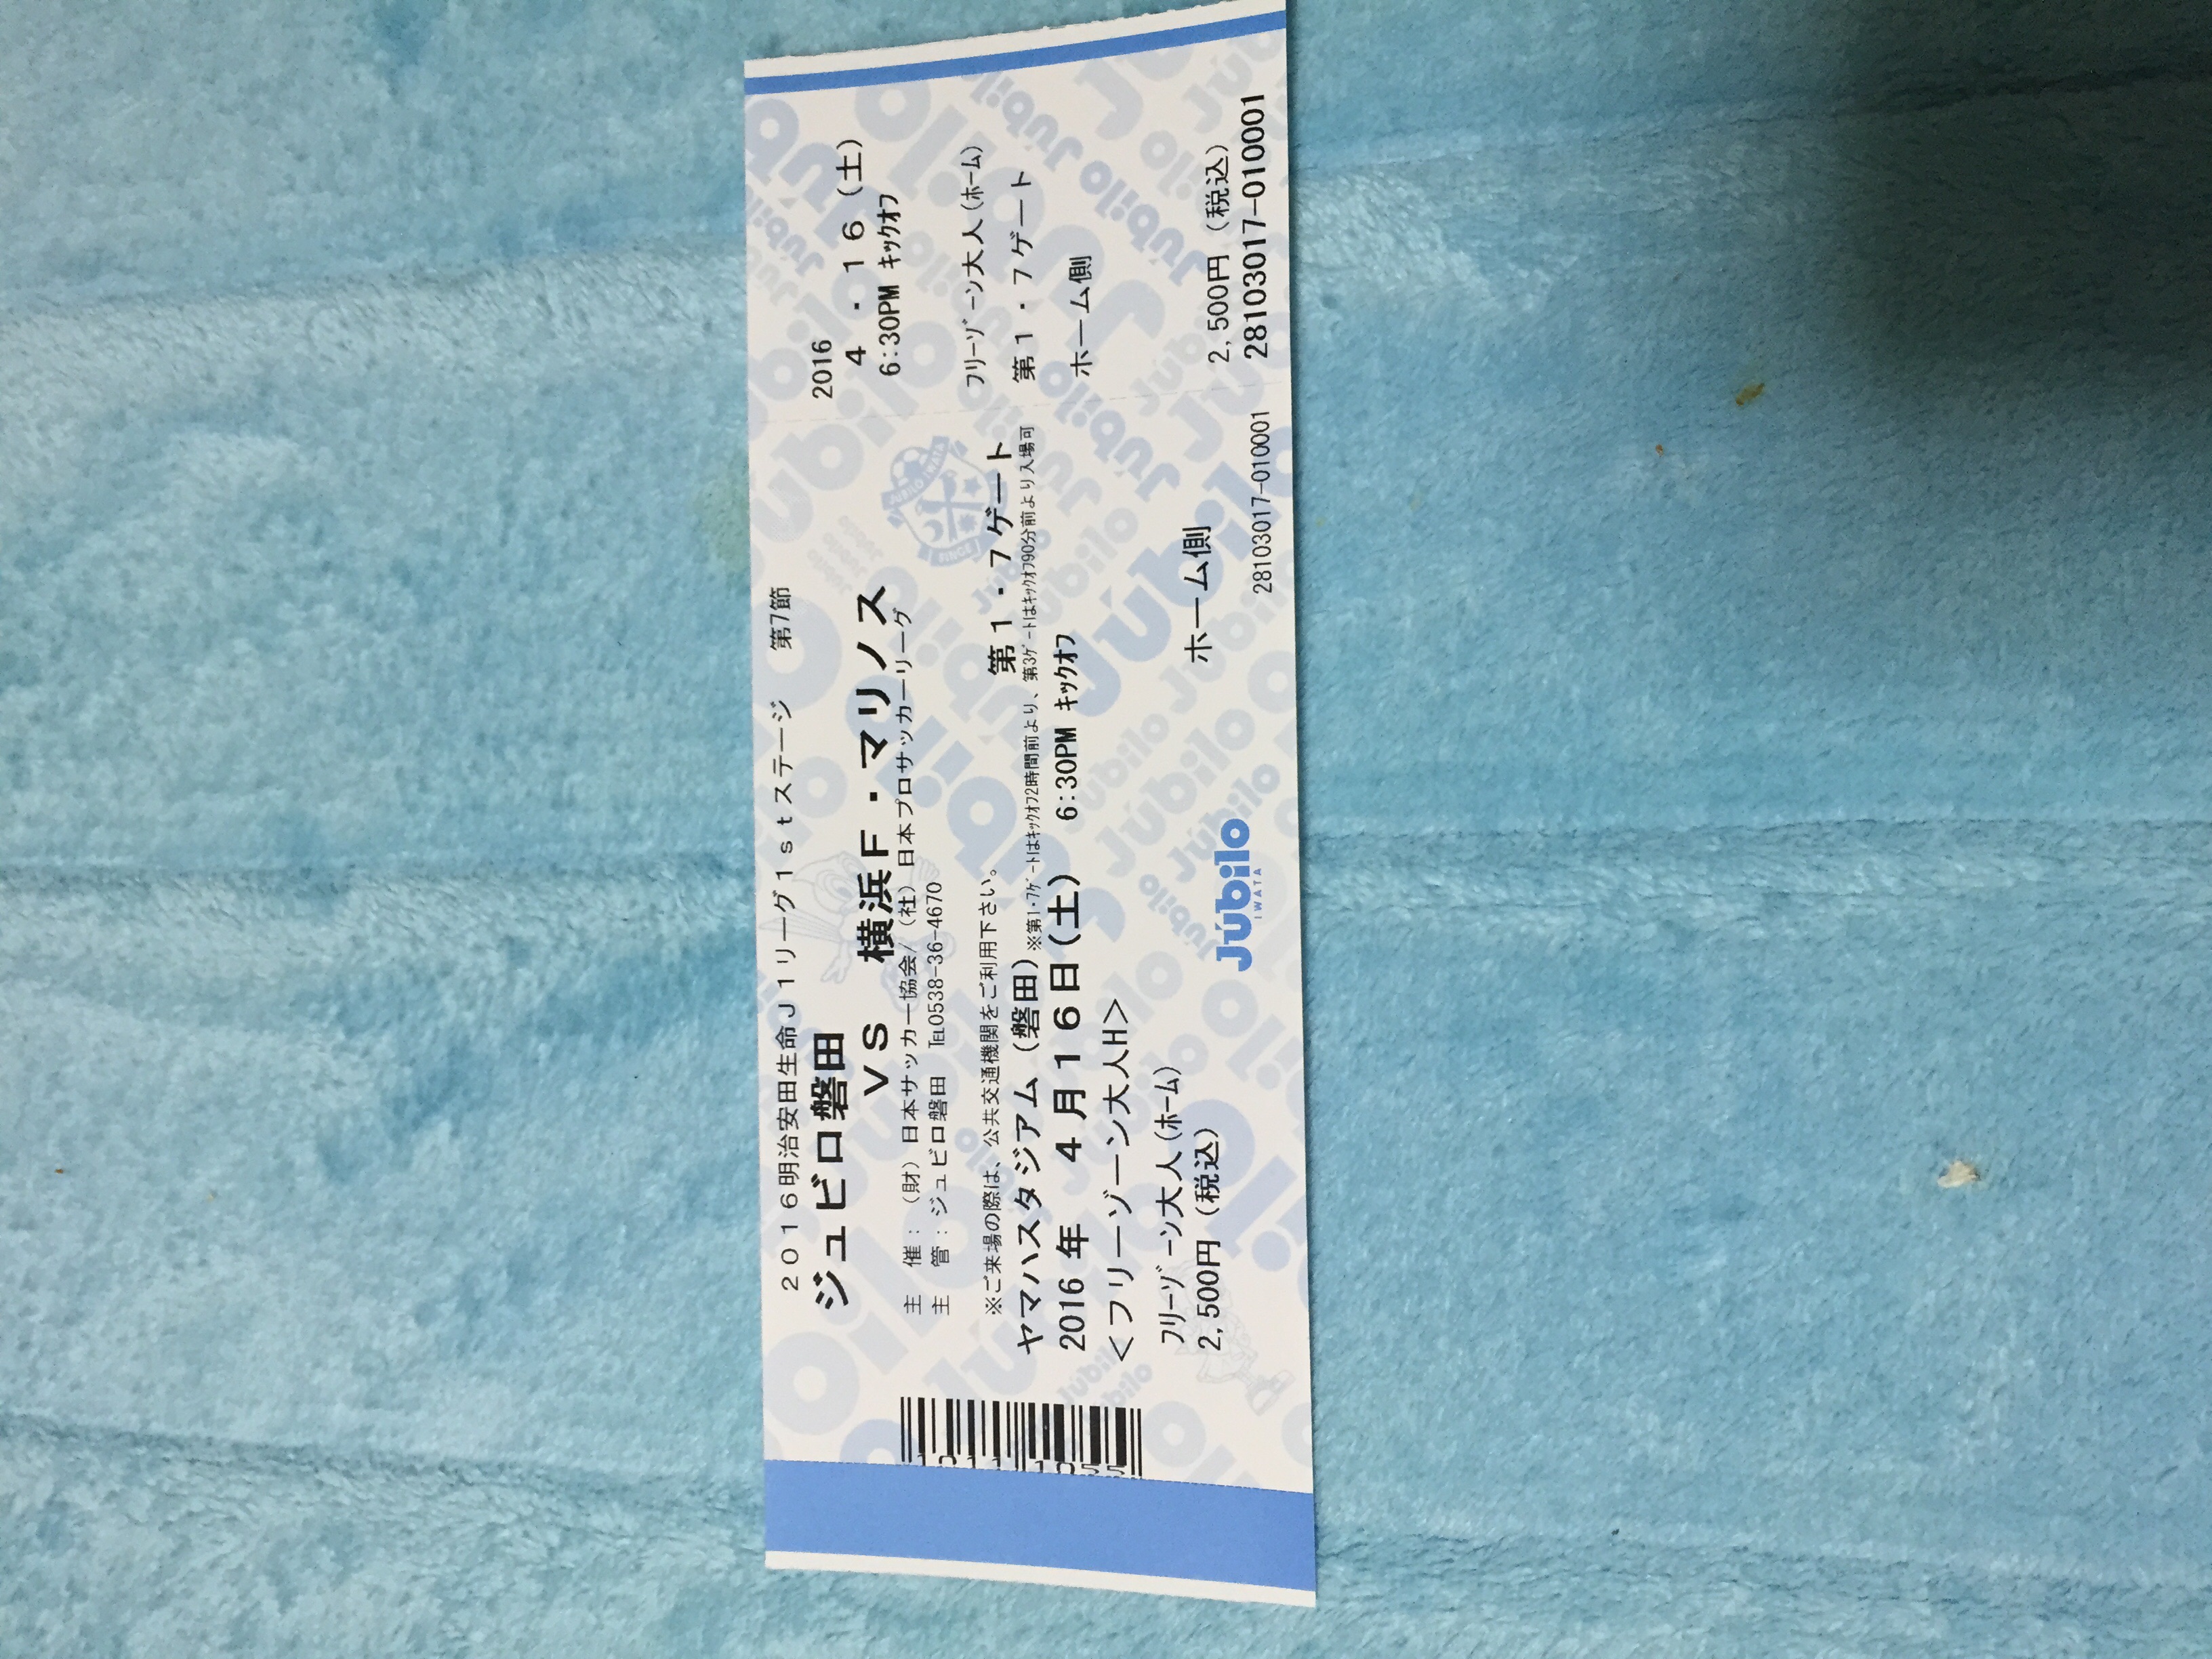 2016明治安田生命J1リーグ1stステージ　第7節
ジュビロ磐田
VS　横浜F・マリノス
主　催：（財）日本サッカー協会/（社）日本プロサッカーリーグ
主　管：ジュビロ磐田　℡0538-36-4670
※ご来場の際は、公共交通機関をご利用下さい。
第1・7ゲート
ヤマハスタジアム（磐田）※第1・7ｹﾞｰﾄはｷｯｸｵﾌ2時間前より、第3ｹﾞｰﾄはｷｯｸｵﾌ90分前より入場可
2016年　4月16日(土)　6:30PM ｷｯｸｵﾌ
<フリーゾーン大人H>
ﾌﾘｰｿﾞｰﾝ大人(ﾎｰﾑ)
2,500円（税込）
ホーム側
Júbilo
IWATA
28103017-010001
2016
4・16（土）
6:30PM ｷｯｸｵﾌ
ﾌﾘｰｿﾞｰﾝ大人(ﾎｰﾑ)
第1・7ゲート
ホーム側
2,500円（税込）
28103017-010001
JUBILO IWATA